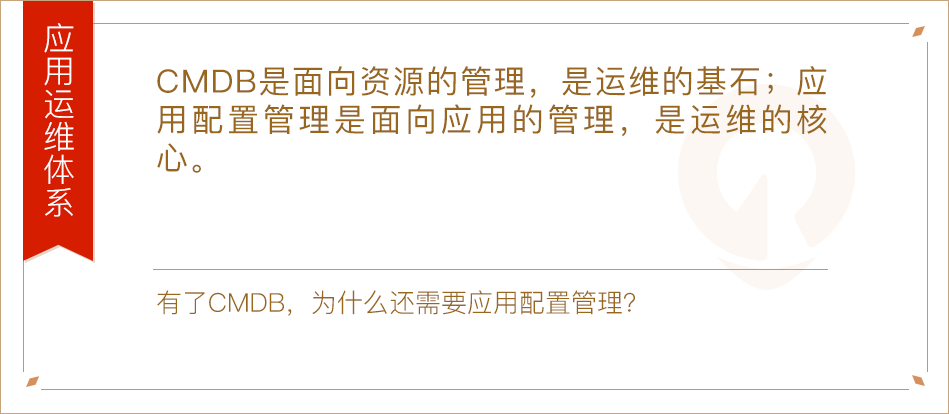 应用运维体系
CMDB是面向资源的管理，是运维的基石；应
用配置管理是面向应用的管理，是运维的核
心。
有了CMDB，为什么还需要应用配置管理？